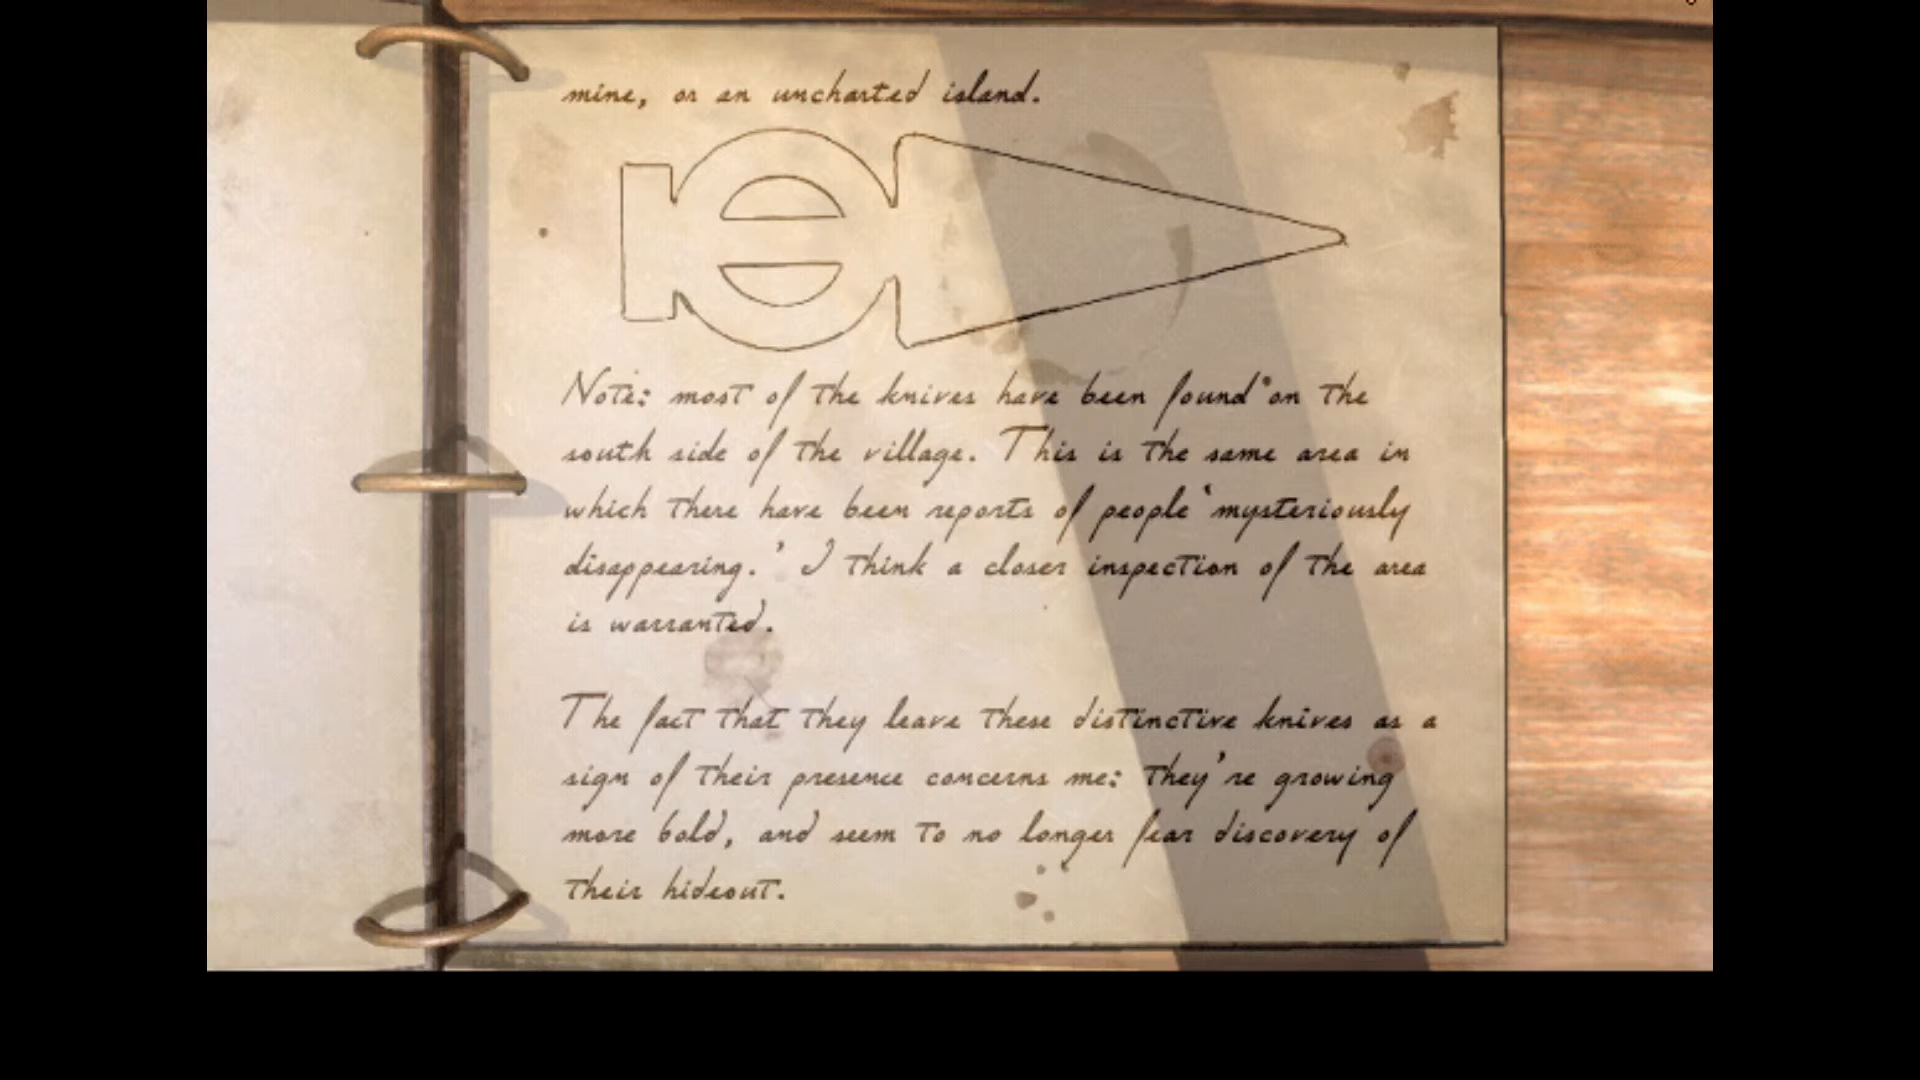 mine, or an uncharted island.
Note: most of the knives have been found on the
south side of the village. This is the same area in
which there have been reports of people 'mysteriously
disappearing.' I think a closer inspection of the area
is warranted.
The fact that they leave these distinctive knives as a
sign of their presence concerns me: they're growing
more bold, and seem to no longer fear discovery of
their hideout.